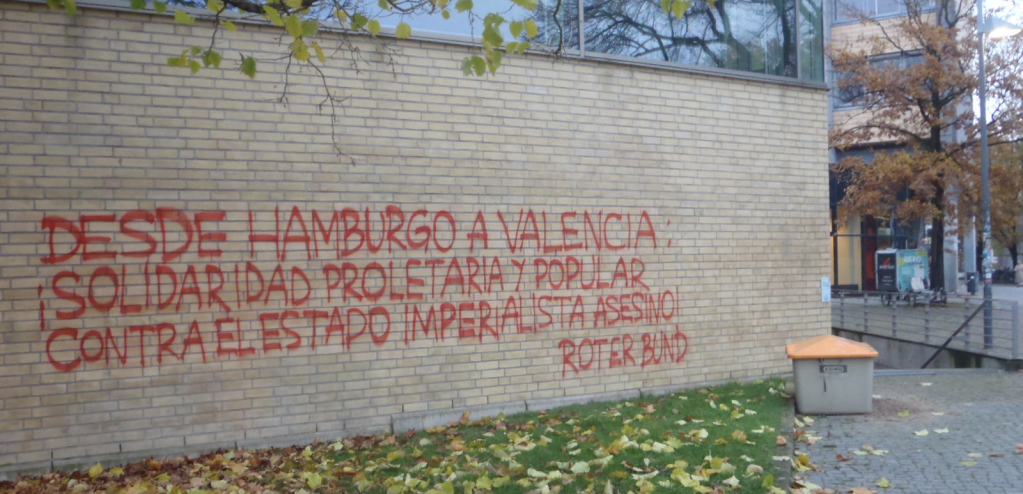 DESDE HAMBURGO A VALENCIA:
¡SOLIDARIDAD PROLETARIA Y POPULAR
CONTRA EL ESTADO IMPERIALISTA ASESINO!
ROTER BUND